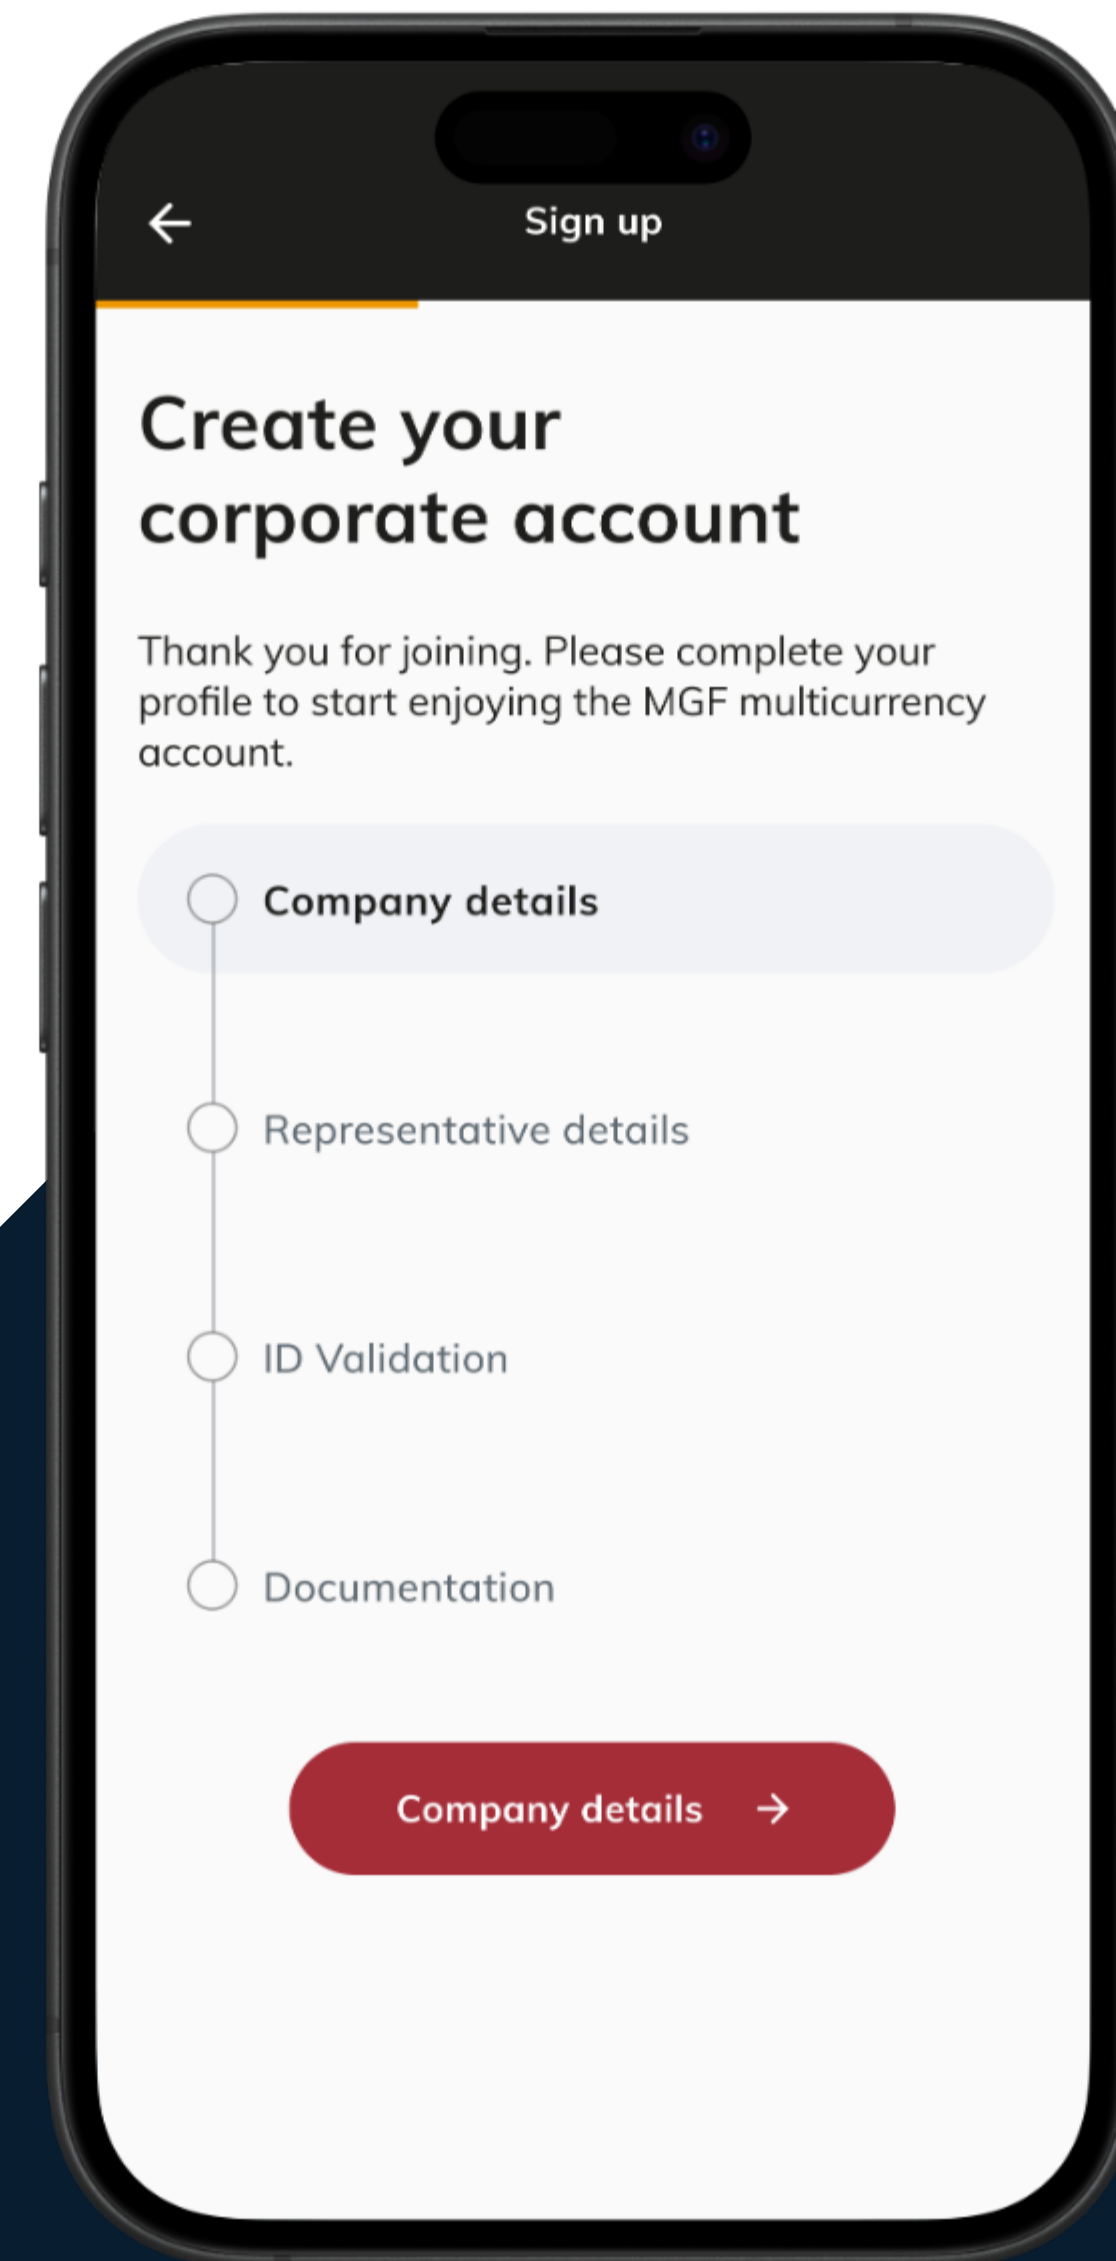 Sign up
Create your
corporate account
Thank you for joining. Please complete your
profile to start enjoying the MGF multicurrency
account.
Company details
Representative details
ID Validation
Documentation
Company details